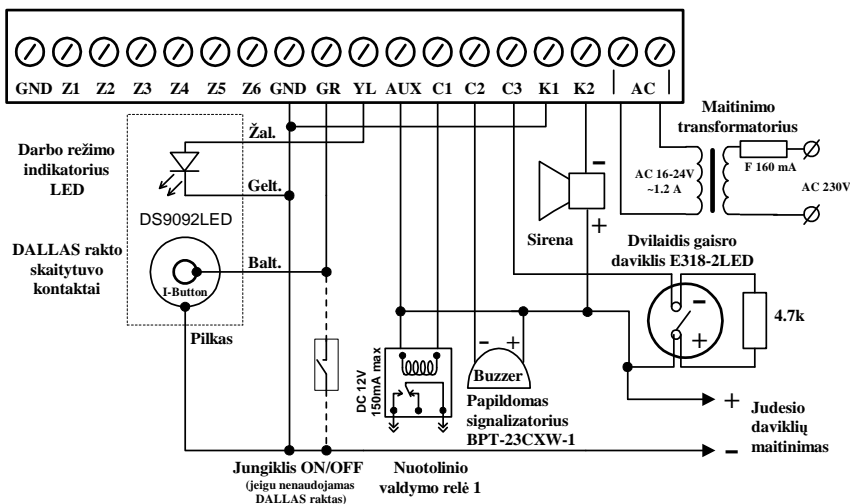 GND Z1 Z2 Z3 Z4 Z5 Z6 GND GR YL AUX C1 C2 C3 K1 K2 | AC |
Darbo režimo
indikatorius
LED
Žal.
Gelt.
DS9092LED
DALLAS rakto
skaitytuvo
kontaktai
I-Button
Balt.
Pilkas
Maitinimo
transformatorius
AC 16-24V
~1.2 A
F 160 mA
AC 230V
-
+
Sirena
Dvilaidis gaisro
daviklis E318-2LED
-
+
4.7k
DC 12V
150mA max
- +
Buzzer
Papildomas
signalizatorius
BPT-23CXW-1
+
-
Judesio
daviklių
maitinimas
Jungiklis ON/OFF
(jeigu nenaudojamas
DALLAS raktas)
Nuotolinio
valdymo relė 1